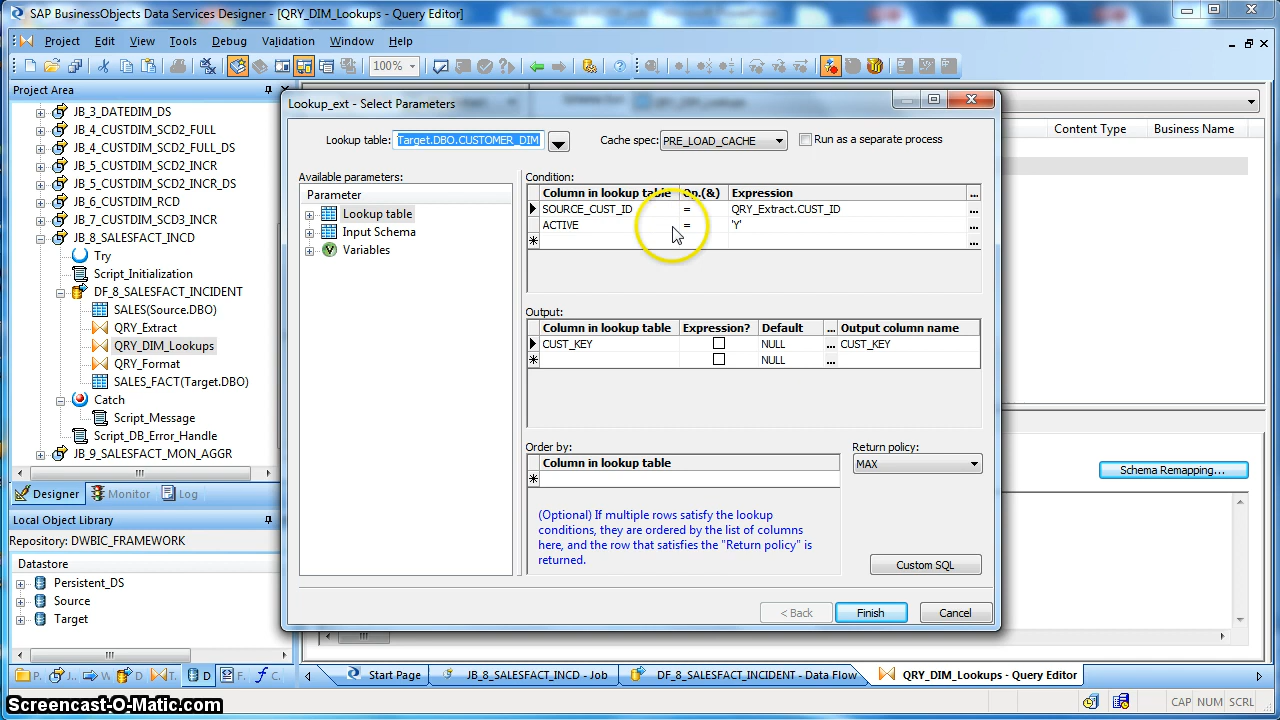 SAP BusinessObjects Data Services Designer - [QRY_DIM_Lookups - Query Editor]
Project Edit View Tools Debug Validation Window Help
100%
Project Area
JB_3_DATEDIM_DS
JB_4_CUSTDIM_SCD2_FULL
JB_4_CUSTDIM_SCD2_FULL_DS
JB_5_CUSTDIM_SCD2_INCR
JB_5_CUSTDIM_SCD2_INCR_DS
JB_6_CUSTDIM_RCD
JB_7_CUSTDIM_SCD3_INCR
JB_8_SALESFACT_INCD
Try
Script_Initialization
DF_8_SALESFACT_INCIDENT
SALES(Source.DBO)
QRY_Extract
QRY_DIM_Lookups
QRY_Format
SALES_FACT(Target.DBO)
Catch
Script_Message
Script_DB_Error_Handle
JB_9_SALESFACT_MON_AGGR
Designer Monitor Log
Local Object Library
Repository: DWBIC_FRAMEWORK
Datastore
Persistent_DS
Source
Target
Lookup_ext - Select Parameters
Lookup table: Target.DBO.CUSTOMER_DIM Cache spec: PRE_LOAD_CACHE Run as a separate process
Available parameters:
Parameter
Lookup table
Input Schema
Variables
Condition:
Column in lookup table Op.(&) Expression ...
SOURCE_CUST_ID = QRY_Extract.CUST_ID ...
ACTIVE = 'Y' ...
...
Output:
Column in lookup table Expression? Default ... Output column name
CUST_KEY NULL ... CUST_KEY
NULL ...
Order by:
Column in lookup table
Return policy:
MAX
(Optional) If multiple rows satisfy the lookup
conditions, they are ordered by the list of columns
here, and the row that satisfies the "Return policy" is
returned.
Custom SQL
< Back Finish Cancel
Content Type Business Name
Schema Remapping...
P. J.. W D.. T. D F. C.
Start Page JB_8_SALESFACT_INCD - Job DF_8_SALESFACT_INCIDENT - Data Flow QRY_DIM_Lookups - Query Editor
CAP NUM SCRL
Screencast-O-Matic.com